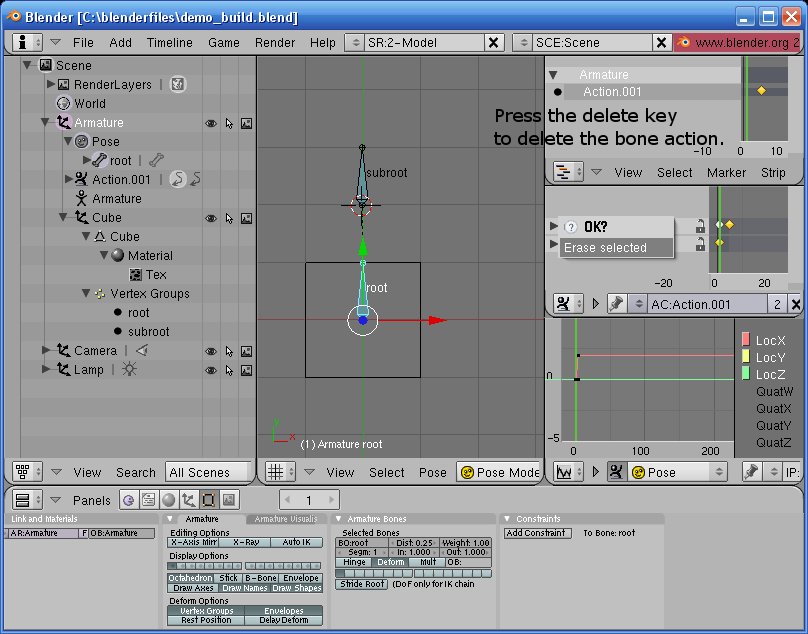 Blender [C:\blenderfiles\demo_build.blend]
File Add Timeline Game Render Help SR:2-Model SCE:Scene www.blender.org 2
Scene
RenderLayers
World
Armature
Pose
root
Action.001
Armature
Cube
Cube
Material
Tex
Vertex Groups
root
subroot
Camera
Lamp
View Search All Scenes
subroot
root
y
x
(1) Armature root
View Select Pose Pose Mode
Armature
Action.001
Press the delete key
to delete the bone action.
-10 0 10
View Select Marker Strip
OK?
Erase selected
-20 0 20
AC:Action.001 2
LocX
LocY
LocZ
QuatW
QuatX
QuatY
QuatZ
0
-5
0 100 200
Pose IP:
Panels 1
Link and Materials
AR:Armature F OB:Armature
Armature Armature Visualis
Editing Options
X-Axis Mirr X-Ray Auto IK
Display Options
Octahedron Stick B-Bone Envelope
Draw Axes Draw Names Draw Shapes
Deform Options
Vertex Groups Envelopes
Rest Position Delay Deform
Armature Bones
Selected Bones
BO:root Dist: 0.25 Weight: 1.00
Segm: 1 In: 1.000 Out: 1.000
Hinge Deform Mult OB:
Stride Root (DoF only for IK chain
Constraints
Add Constraint To Bone: root